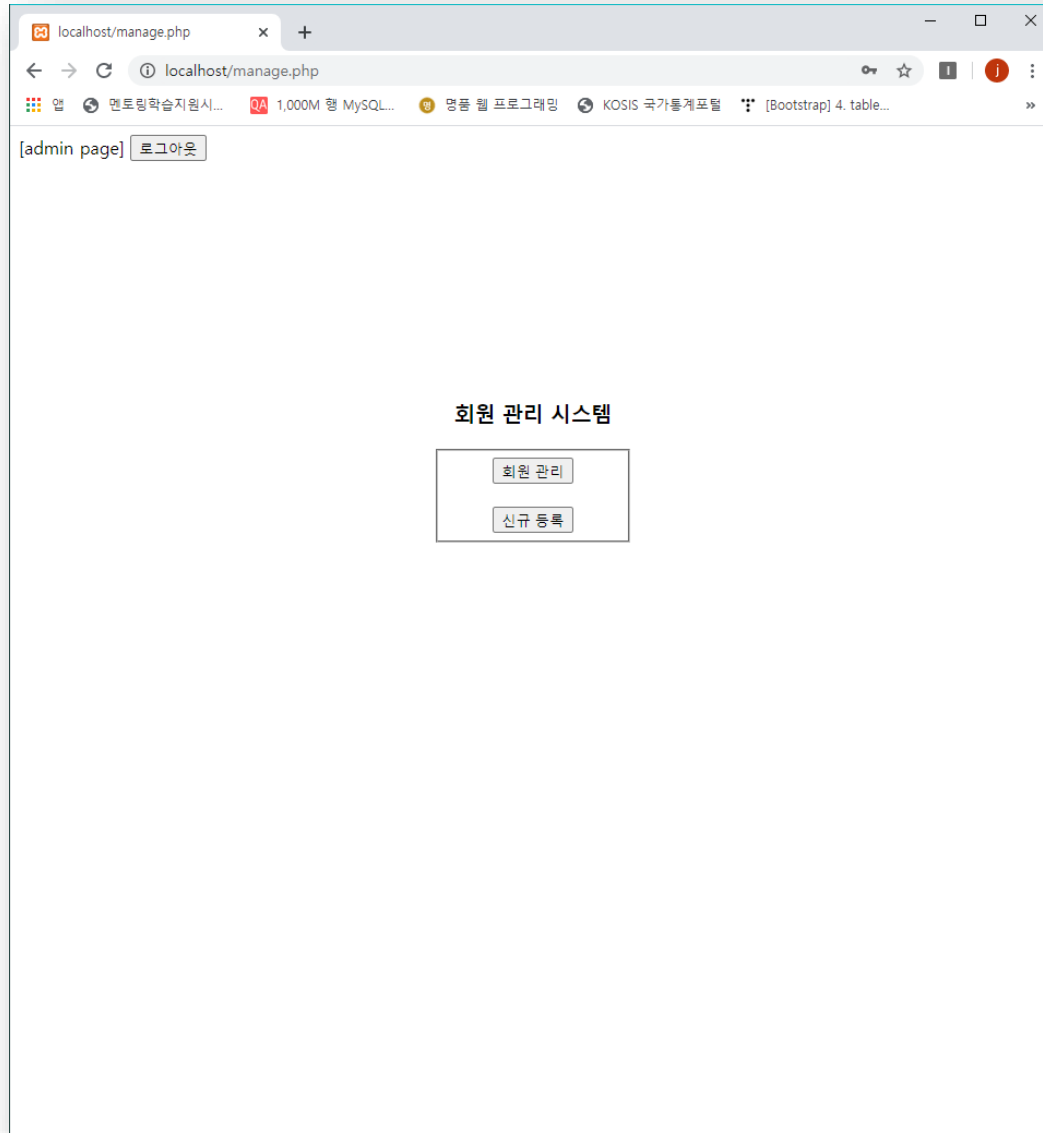 localhost/manage.php
localhost/manage.php
앱 멘토링학습지원시... QA 1,000M 행 MySQL... 명 명품 웹 프로그래밍 KOSIS 국가통계포털 [Bootstrap] 4. table... »
[admin page] 로그아웃
회원 관리 시스템
회원 관리
신규 등록